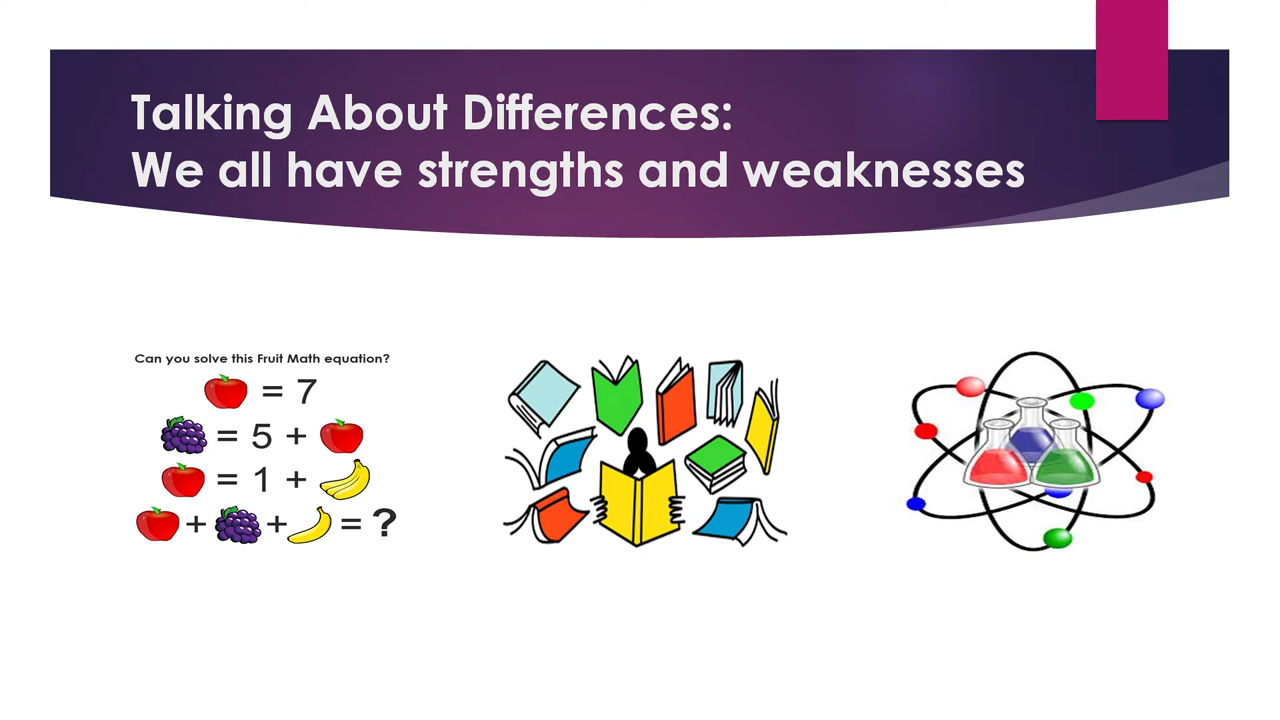 Talking About Differences:
We all have strengths and weaknesses
Can you solve this Fruit Math equation?
= 7
= 5 +
= 1 +
+ + = ?